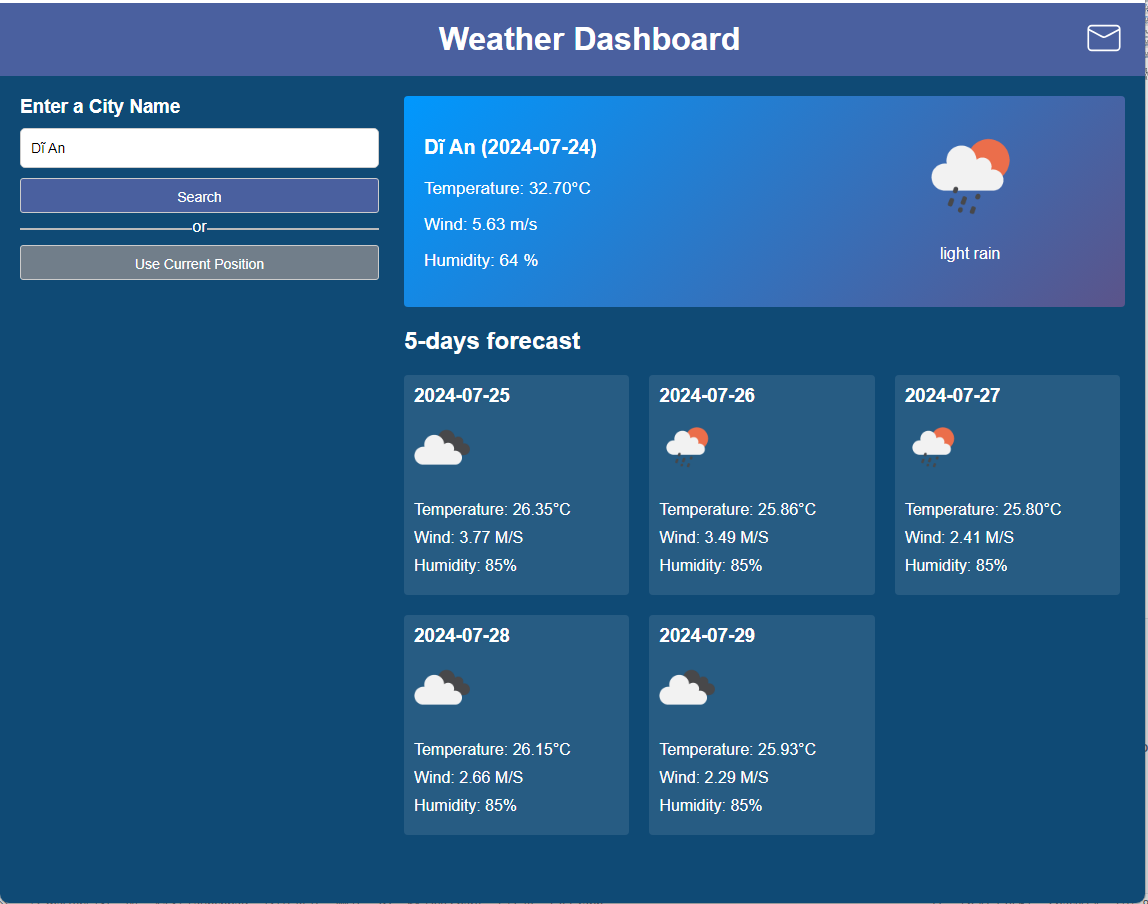 Weather Dashboard
Enter a City Name
Dĩ An
Search
or
Use Current Position
Dĩ An (2024-07-24)
Temperature: 32.70°C
Wind: 5.63 m/s
Humidity: 64 %
light rain
5-days forecast
2024-07-25
Temperature: 26.35°C
Wind: 3.77 M/S
Humidity: 85%
2024-07-26
Temperature: 25.86°C
Wind: 3.49 M/S
Humidity: 85%
2024-07-27
Temperature: 25.80°C
Wind: 2.41 M/S
Humidity: 85%
2024-07-28
Temperature: 26.15°C
Wind: 2.66 M/S
Humidity: 85%
2024-07-29
Temperature: 25.93°C
Wind: 2.29 M/S
Humidity: 85%